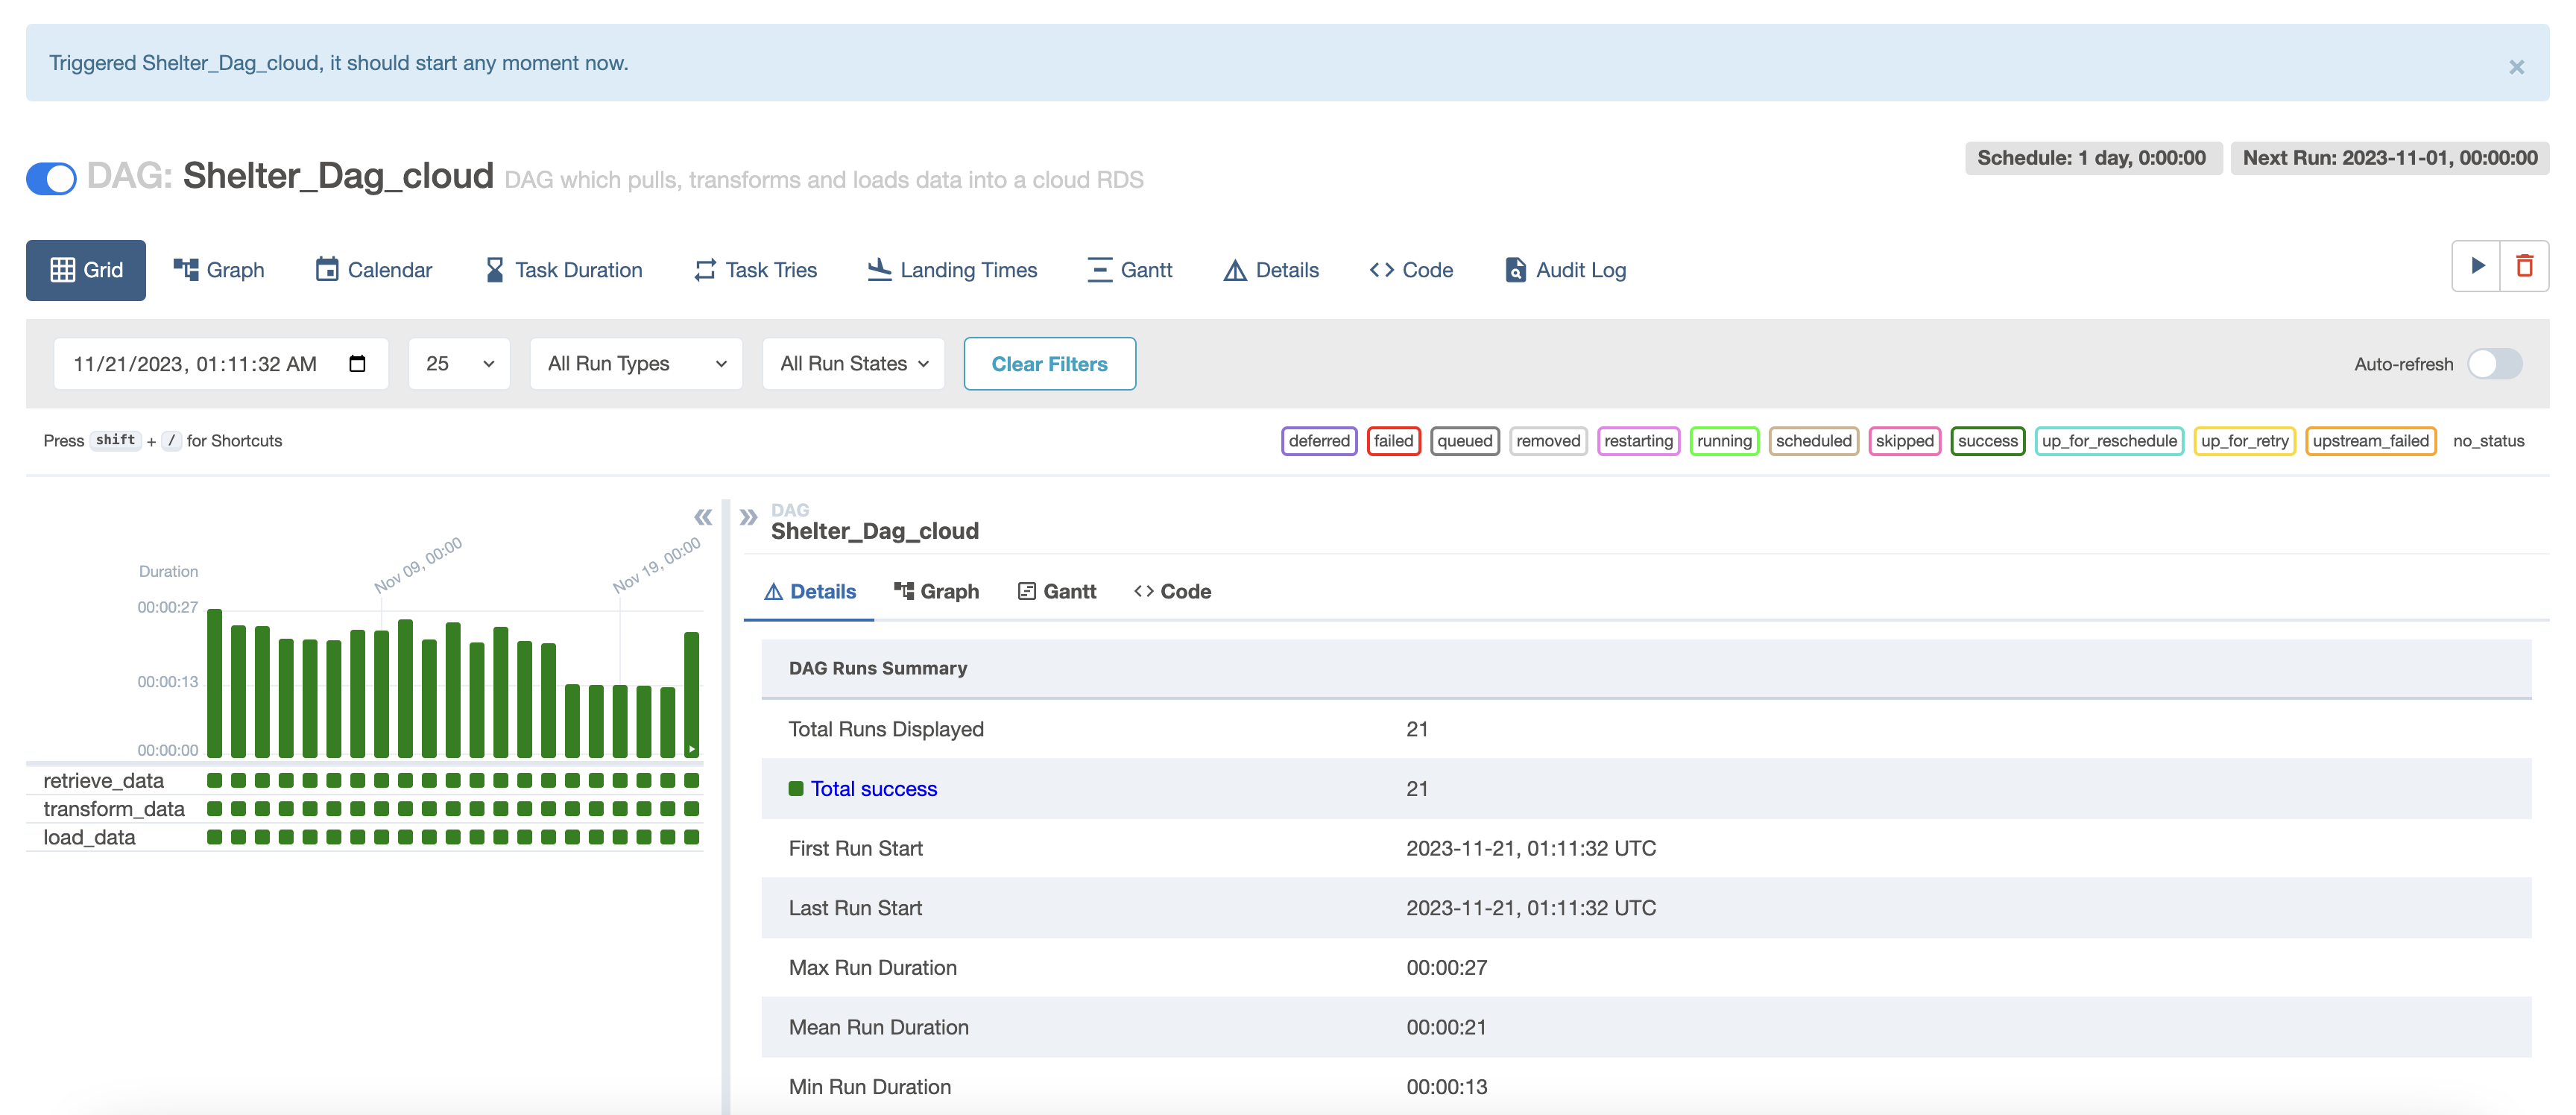 Triggered Shelter_Dag_cloud, it should start any moment now.
×
DAG: Shelter_Dag_cloud DAG which pulls, transforms and loads data into a cloud RDS
Schedule: 1 day, 0:00:00 Next Run: 2023-11-01, 00:00:00
Grid Graph Calendar Task Duration Task Tries Landing Times Gantt Details Code Audit Log
11/21/2023, 01:11:32 AM 25 All Run Types All Run States Clear Filters Auto-refresh
Press shift + / for Shortcuts
deferred failed queued removed restarting running scheduled skipped success up_for_reschedule up_for_retry upstream_failed no_status
Duration
Nov 09, 00:00
Nov 19, 00:00
00:00:27
00:00:13
00:00:00
retrieve_data
transform_data
load_data
DAG
Shelter_Dag_cloud
Details Graph Gantt Code
DAG Runs Summary
Total Runs Displayed 21
Total success 21
First Run Start 2023-11-21, 01:11:32 UTC
Last Run Start 2023-11-21, 01:11:32 UTC
Max Run Duration 00:00:27
Mean Run Duration 00:00:21
Min Run Duration 00:00:13